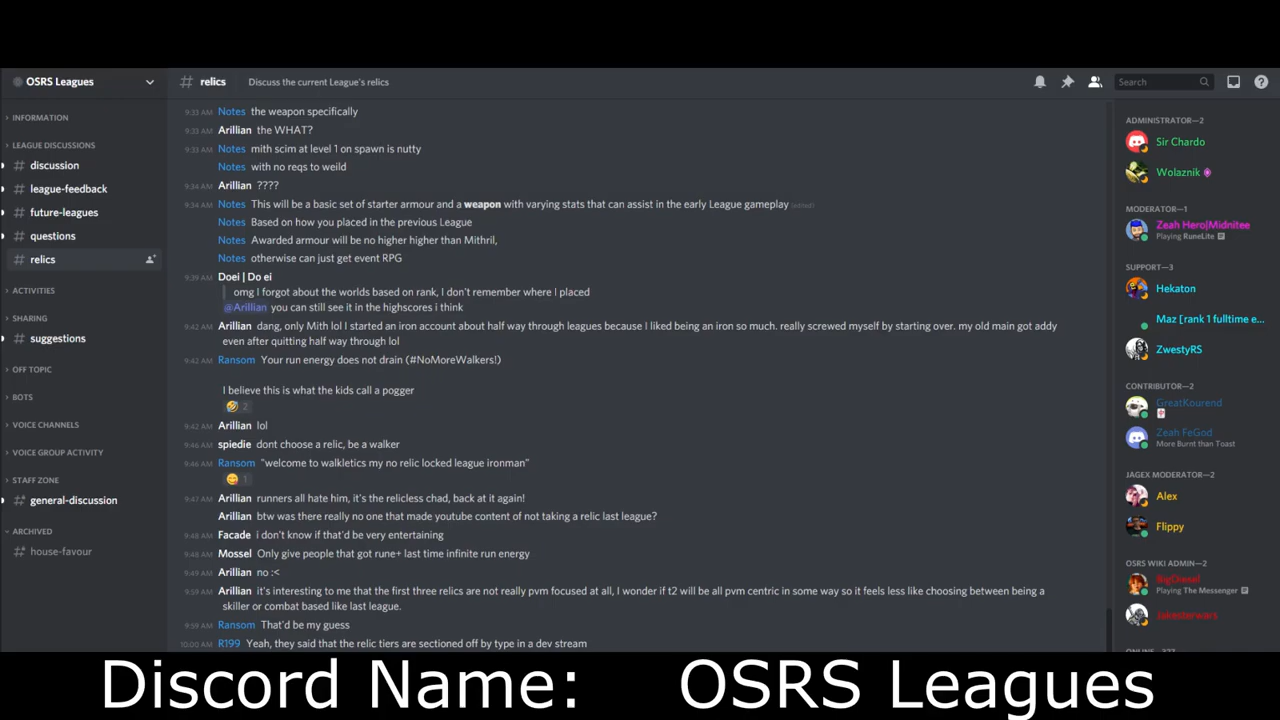 OSRS Leagues
# relics
Discuss the current League's relics
Search
INFORMATION
LEAGUE DISCUSSIONS
# discussion
# league-feedback
# future-leagues
# questions
# relics
ACTIVITIES
SHARING
# suggestions
OFF TOPIC
BOTS
VOICE CHANNELS
VOICE GROUP ACTIVITY
STAFF ZONE
# general-discussion
ARCHIVED
# house-favour
9:33 AM Notes the weapon specifically
9:33 AM Arillian the WHAT?
9:33 AM Notes mith scim at level 1 on spawn is nutty
9:33 AM Notes with no reqs to weild
9:34 AM Arillian ????
9:34 AM Notes This will be a basic set of starter armour and a weapon with varying stats that can assist in the early League gameplay (edited)
Notes Based on how you placed in the previous League
Notes Awarded armour will be no higher higher than Mithril,
Notes otherwise can just get event RPG
9:39 AM Doei | Do ei
omg I forgot about the worlds based on rank, I don't remember where I placed
@Arillian you can still see it in the highscores i think
9:42 AM Arillian dang, only Mith lol I started an iron account about half way through leagues because I liked being an iron so much. really screwed myself by starting over. my old main got addy
even after quitting half way through lol
9:42 AM Ransom Your run energy does not drain (#NoMoreWalkers!)
I believe this is what the kids call a pogger
🤣 2
9:42 AM Arillian lol
9:46 AM spiedie dont choose a relic, be a walker
9:46 AM Ransom "welcome to walkletics my no relic locked league ironman"
😋 1
9:47 AM Arillian runners all hate him, it's the relicless chad, back at it again!
Arillian btw was there really no one that made youtube content of not taking a relic last league?
9:48 AM Facade i don't know if that'd be very entertaining
9:48 AM Mossel Only give people that got rune+ last time infinite run energy
9:49 AM Arillian no :<
9:59 AM Arillian it's interesting to me that the first three relics are not really pvm focused at all, I wonder if t2 will be all pvm centric in some way so it feels less like choosing between being a
skiller or combat based like last league.
9:59 AM Ransom That'd be my guess
10:00 AM R199 Yeah, they said that the relic tiers are sectioned off by type in a dev stream
ADMINISTRATOR—2
Sir Chardo
Wolaznik
MODERATOR—1
Zeah Hero|Midnitee
Playing RuneLite
SUPPORT—3
Hekaton
Maz [rank 1 fulltime e...
ZwestyRS
CONTRIBUTOR—2
GreatKourend
Zeah FeGod
More Burnt than Toast
JAGEX MODERATOR—2
Alex
Flippy
OSRS WIKI ADMIN—2
BigDiesel
Playing The Messenger
Jakesterwars
Discord Name: OSRS Leagues